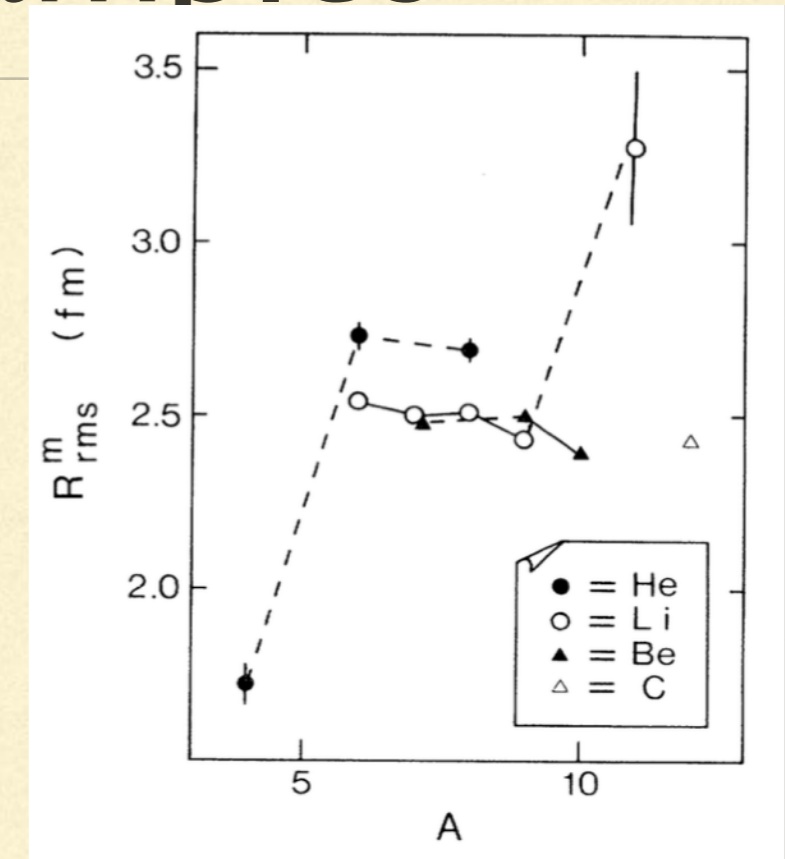 3.5
3.0
2.5
2.0
R^m_rms (fm)
5 10
A
● = He
○ = Li
▲ = Be
△ = C